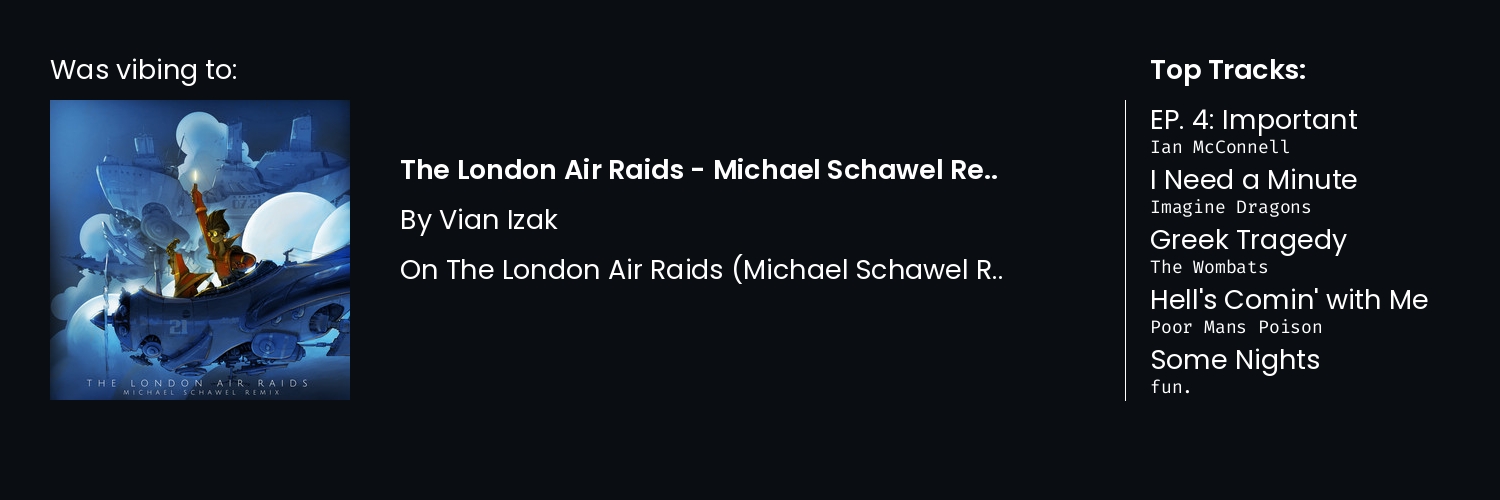 Was vibing to:
THE LONDON AIR RAIDS
MICHAEL SCHAWEL REMIX
21
The London Air Raids - Michael Schawel Re..
By Vian Izak
On The London Air Raids (Michael Schawel R..
Top Tracks:
EP. 4: Important
Ian McConnell
I Need a Minute
Imagine Dragons
Greek Tragedy
The Wombats
Hell's Comin' with Me
Poor Mans Poison
Some Nights
fun.